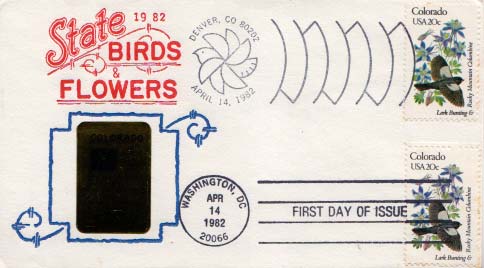 State
1982
BIRDS
&
FLOWERS
COLORADO
DENVER, CO 80202
APRIL 14, 1982
Colorado
USA 20c
Lark Bunting &
Rocky Mountain Columbine
WASHINGTON, DC
APR
14
1982
20066
FIRST DAY OF ISSUE
Colorado
USA 20c
Lark Bunting &
Rocky Mountain Columbine